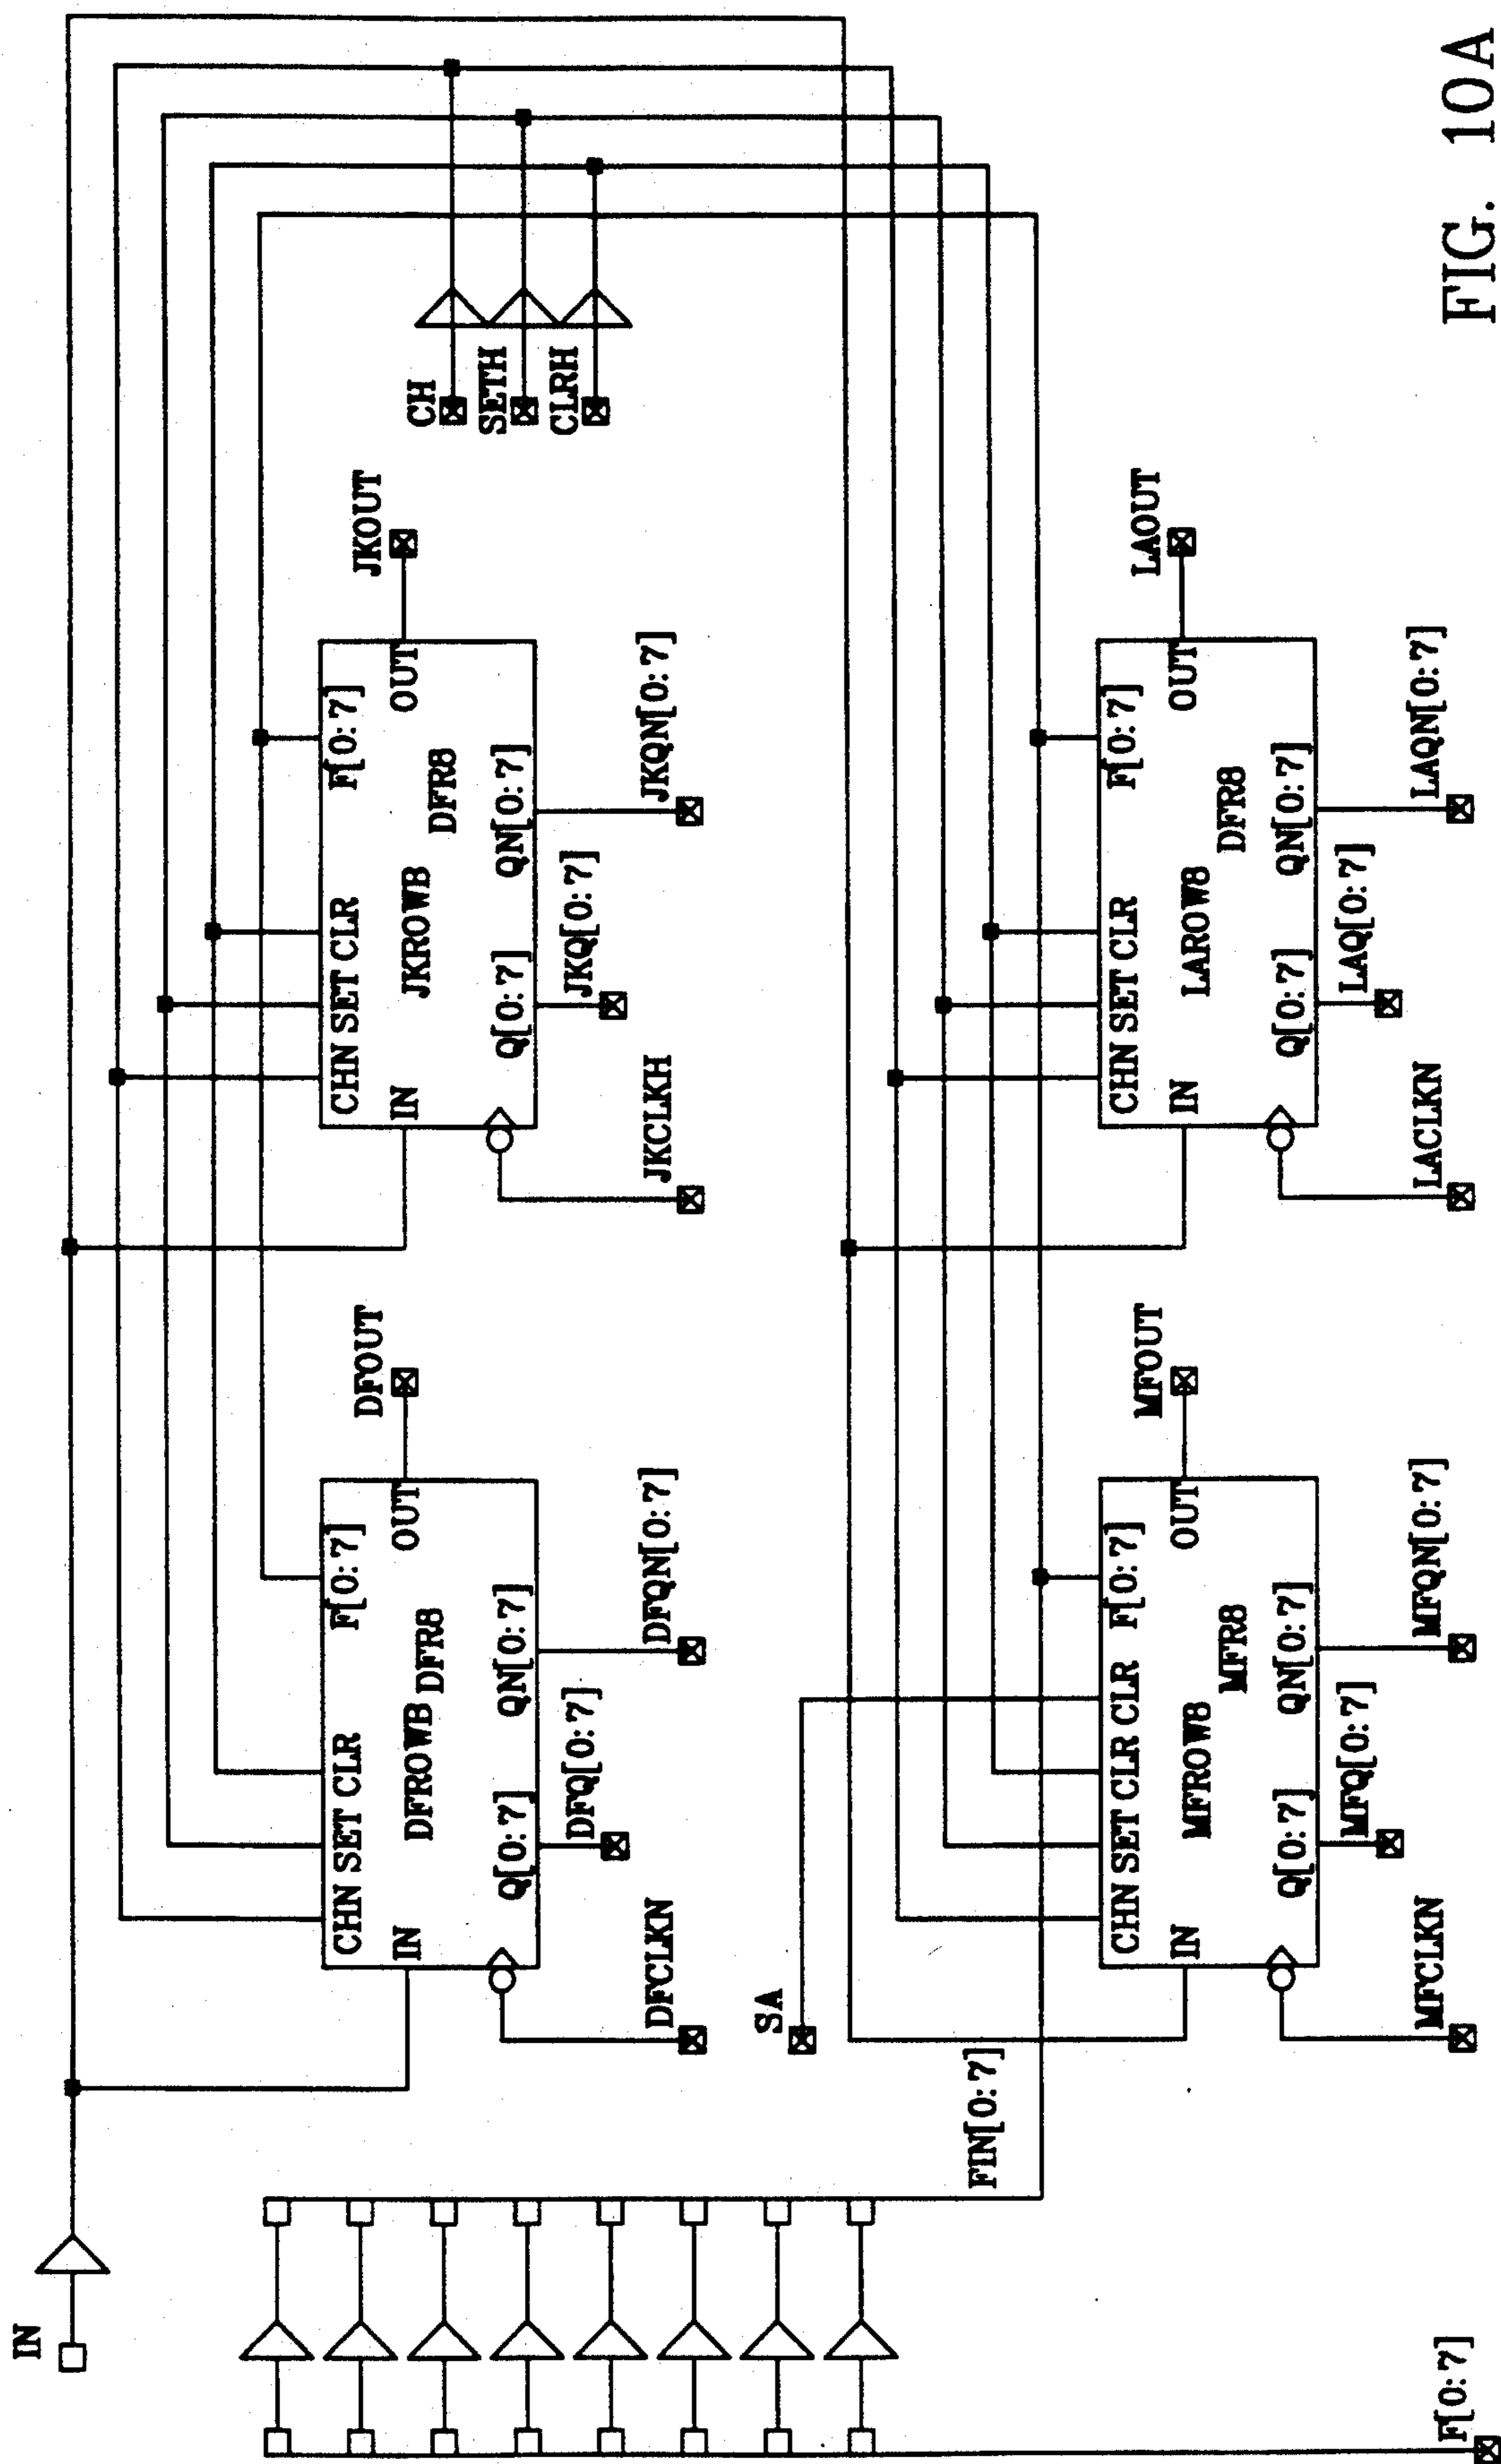 IN
F[0:7]
FIN[0:7]
CHN SET CLR F[0:7]
IN
OUT
DFROWB
DFR8
Q[0:7] QN[0:7]
DFOUT
DFCLKN
DFQ[0:7]
DFQN[0:7]
CHN SET CLR F[0:7]
IN
OUT
JKROWB
DFR8
Q[0:7] QN[0:7]
JKOUT
JKCLKH
JKQ[0:7]
JKQN[0:7]
CH
SETH
CLRH
SA
CHN SET CLR CLR F[0:7]
IN
OUT
MFROW8
MFR8
Q[0:7] QN[0:7]
MFOUT
MFCLKN
MFQ[0:7]
MFQN[0:7]
CHN SET CLR F[0:7]
IN
OUT
LAROW8
DFR8
Q[0:7] QN[0:7]
LAOUT
LACLKN
LAQ[0:7]
LAQN[0:7]
FIG. 10A